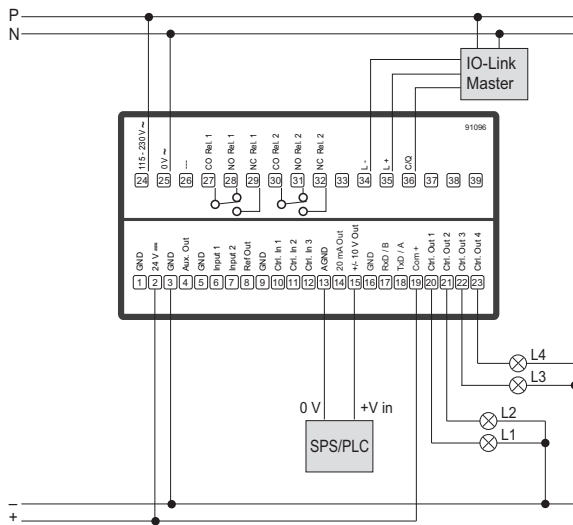 P
N
IO-Link
Master
91096
115 - 230 V ~
0 V ~
---
CO Rel. 1
NO Rel. 1
NC Rel. 1
CO Rel. 2
NO Rel. 2
NC Rel. 2
L -
L +
C/Q
24 25 26 27 28 29 30 31 32 33 34 35 36 37 38 39
GND
24 V ⎓
GND
Aux. Out
GND
Input 1
Input 2
Ref Out
GND
Ctrl. In 1
Ctrl. In 2
Ctrl. In 3
AGND
20 mA Out
+/- 10 V Out
GND
RxD / B
TxD / A
Com +
Ctrl. Out 1
Ctrl. Out 2
Ctrl. Out 3
Ctrl. Out 4
1 2 3 4 5 6 7 8 9 10 11 12 13 14 15 16 17 18 19 20 21 22 23
L4
L3
0 V
+V in
L2
L1
SPS/PLC
–
+